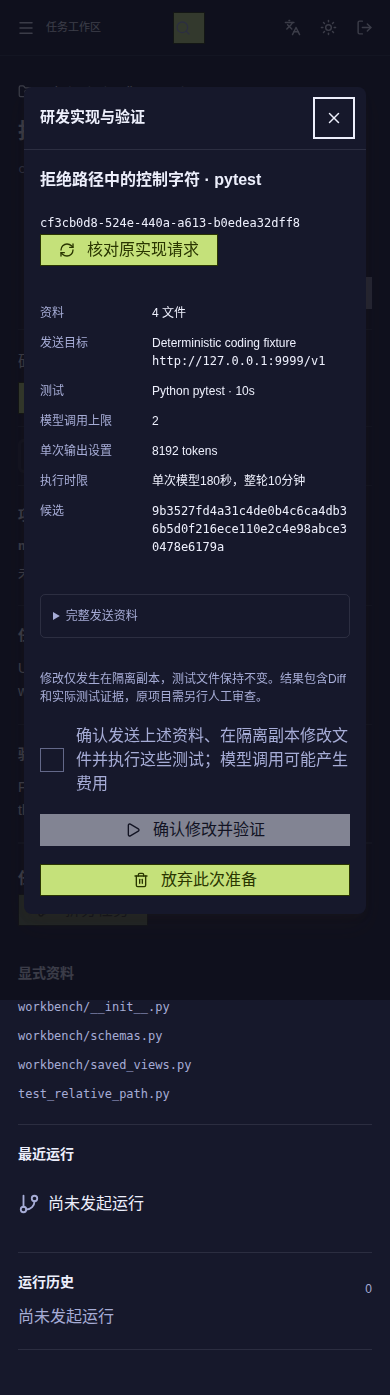 任务工作区
研发实现与验证
拒绝路径中的控制字符 · pytest
cf3cb0d8-524e-440a-a613-b0edea32dff8
核对原实现请求
资料
4 文件
发送目标
Deterministic coding fixture
http://127.0.0.1:9999/v1
测试
Python pytest · 10s
模型调用上限
2
单次输出设置
8192 tokens
执行时限
单次模型180秒，整轮10分钟
候选
9b3527fd4a31c4de0b4c6ca4db3
6b5d0f216ece110e2c4e98abce3
0478e6179a
完整发送资料
修改仅发生在隔离副本，测试文件保持不变。结果包含Diff
和实际测试证据，原项目需另行人工审查。
确认发送上述资料、在隔离副本修改文
件并执行这些测试；模型调用可能产生
费用
确认修改并验证
放弃此次准备
显式资料
workbench/__init__.py
workbench/schemas.py
workbench/saved_views.py
test_relative_path.py
最近运行
尚未发起运行
运行历史
0
尚未发起运行